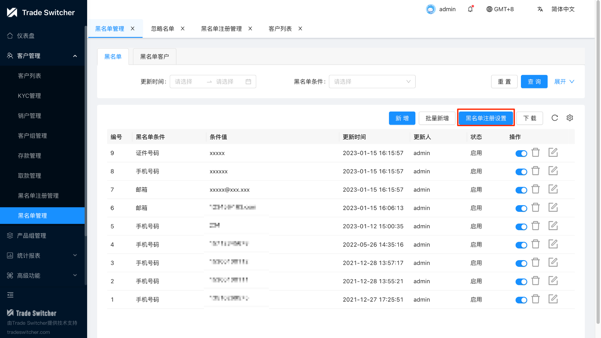 Trade Switcher
admin
GMT+8
简体中文
黑名单管理
忽略名单
黑名单注册管理
客户列表
仪表盘
客户管理
客户列表
KYC管理
销户管理
客户组管理
存款管理
取款管理
黑名单注册管理
黑名单管理
产品组管理
统计报表
高级功能
Trade Switcher
由Trade Switcher提供技术支持
tradeswitcher.com
黑名单 黑名单客户
更新时间: 请选择 → 请选择 黑名单条件: 请选择 重 置 查 询 展开
新 增 批量新增 黑名单注册设置 下 载
编号 黑名单条件 条件值 更新时间 更新人 状态 操作
9 证件号码 xxxxx 2023-01-15 16:15:57 admin 启用
8 手机号码 xxxxxx 2023-01-15 16:15:57 admin 启用
7 邮箱 xxxxx@xxx.xxx 2023-01-15 16:15:57 admin 启用
6 邮箱 2023-01-15 16:06:13 admin 启用
5 手机号码 2023-01-12 15:00:35 admin 启用
4 手机号码 2022-05-26 14:35:16 admin 启用
3 手机号码 2021-12-28 13:57:17 admin 启用
2 手机号码 2021-12-28 13:55:21 admin 启用
1 手机号码 2021-12-27 17:25:51 admin 启用